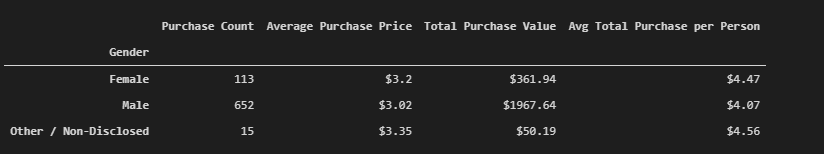 Purchase Count Average Purchase Price Total Purchase Value Avg Total Purchase per Person
Gender
Female 113 $3.2 $361.94 $4.47
Male 652 $3.02 $1967.64 $4.07
Other / Non-Disclosed 15 $3.35 $50.19 $4.56